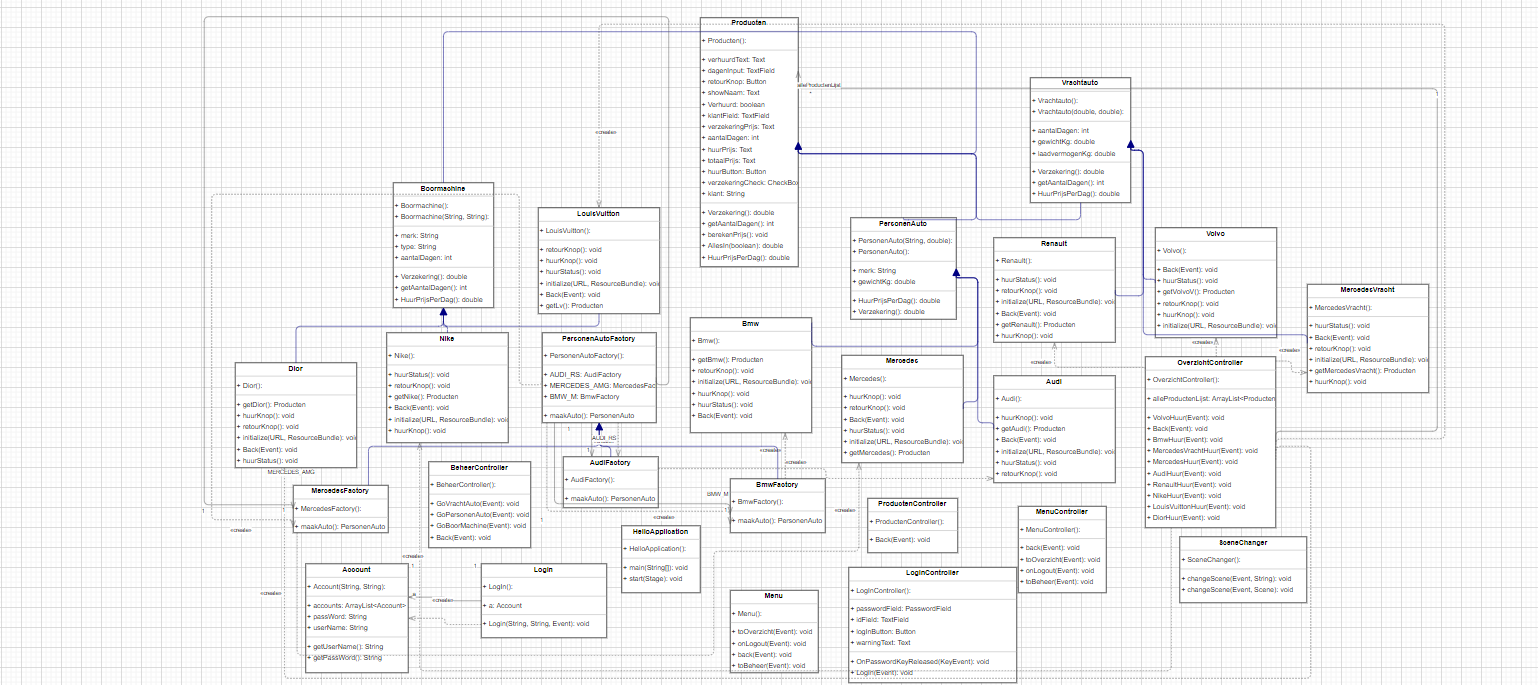 Producten
+ Producten():
+ verhuurdText: Text
+ dagenInput: TextField
+ retourKnop: Button
+ showNaam: Text
+ Verhuurd: boolean
+ klantField: TextField
+ verzekeringPrijs: Text
+ aantalDagen: int
+ huurPrijs: Text
+ totaalPrijs: Text
+ huurButton: Button
+ verzekeringCheck: CheckBox
+ klant: String
+ Verzekering(): double
+ getAantalDagen(): int
+ berekenPrijs(): void
+ AllesIn(boolean): double
+ HuurPrijsPerDag(): double
alleProductenLijst
*
1
Vrachtauto
+ Vrachtauto():
+ Vrachtauto(double, double):
+ aantalDagen: int
+ gewichtKg: double
+ laadvermogenKg: double
+ Verzekering(): double
+ getAantalDagen(): int
+ HuurPrijsPerDag(): double
«create»
Boormachine
+ Boormachine():
+ Boormachine(String, String):
+ merk: String
+ type: String
+ aantalDagen: int
+ Verzekering(): double
+ getAantalDagen(): int
+ HuurPrijsPerDag(): double
LouisVuitton
+ LouisVuitton():
+ retourKnop(): void
+ huurKnop(): void
+ huurStatus(): void
+ initialize(URL, ResourceBundle): voi
+ Back(Event): void
+ getLv(): Producten
PersonenAuto
+ PersonenAuto(String, double):
+ PersonenAuto():
+ merk: String
+ gewichtKg: double
+ HuurPrijsPerDag(): double
+ Verzekering(): double
Renault
+ Renault():
+ huurStatus(): void
+ retourKnop(): void
+ initialize(URL, ResourceBundle): voi
+ Back(Event): void
+ getRenault(): Producten
+ huurKnop(): void
Volvo
+ Volvo():
+ Back(Event): void
+ huurStatus(): void
+ getVolvoV(): Producten
+ retourKnop(): void
+ huurKnop(): void
+ initialize(URL, ResourceBundle): voi
MercedesVracht
+ MercedesVracht():
+ huurStatus(): void
+ Back(Event): void
+ retourKnop(): void
+ initialize(URL, ResourceBundle): voi
+ getMercedesVracht(): Producten
+ huurKnop(): void
Dior
+ Dior():
+ getDior(): Producten
+ huurKnop(): void
+ retourKnop(): void
+ initialize(URL, ResourceBundle): voi
+ Back(Event): void
+ huurStatus(): void
Nike
+ Nike():
+ huurStatus(): void
+ retourKnop(): void
+ getNike(): Producten
+ Back(Event): void
+ initialize(URL, ResourceBundle): voi
+ huurKnop(): void
PersonenAutoFactory
+ PersonenAutoFactory():
+ AUDI_RS: AudiFactory
+ MERCEDES_AMG: MercedesFac
+ BMW_M: BmwFactory
+ maakAuto(): PersonenAuto
Bmw
+ Bmw():
+ getBmw(): Producten
+ retourKnop(): void
+ initialize(URL, ResourceBundle): voi
+ huurKnop(): void
+ huurStatus(): void
+ Back(Event): void
Mercedes
+ Mercedes():
+ huurKnop(): void
+ retourKnop(): void
+ Back(Event): void
+ huurStatus(): void
+ initialize(URL, ResourceBundle): voi
+ getMercedes(): Producten
Audi
+ Audi():
+ huurKnop(): void
+ getAudi(): Producten
+ Back(Event): void
+ initialize(URL, ResourceBundle): voi
+ huurStatus(): void
+ retourKnop(): void
«create»
«create»
«create»
OverzichtController
+ OverzichtController():
+ alleProductenLijst: ArrayList<Producten
+ VolvoHuur(Event): void
+ Back(Event): void
+ BmwHuur(Event): void
+ MercedesVrachtHuur(Event): void
+ MercedesHuur(Event): void
+ AudiHuur(Event): void
+ RenaultHuur(Event): void
+ NikeHuur(Event): void
+ LouisVuittonHuur(Event): void
+ DiorHuur(Event): void
1
AUDI_RS
1
«create»
«create»
MERCEDES_AMG
1
1
MercedesFactory
+ MercedesFactory():
+ maakAuto(): PersonenAuto
«create»
BeheerController
+ BeheerController():
+ GoVrachtAuto(Event): void
+ GoPersonenAuto(Event): void
+ GoBoorMachine(Event): void
+ Back(Event): void
AudiFactory
+ AudiFactory():
+ maakAuto(): PersonenAuto
1
BMW_M
1
BmwFactory
+ BmwFactory():
+ maakAuto(): PersonenAuto
«create»
HelloApplication
+ HelloApplication():
+ main(String[]): void
+ start(Stage): void
ProductenController
+ ProductenController():
+ Back(Event): void
MenuController
+ MenuController():
+ back(Event): void
+ toOverzicht(Event): void
+ onLogout(Event): void
+ toBeheer(Event): void
SceneChanger
+ SceneChanger():
+ changeScene(Event, String): void
+ changeScene(Event, Scene): void
«create»
«create»
1
Account
+ Account(String, String):
+ accounts: ArrayList<Account>
+ passWord: String
+ userName: String
+ getUserName(): String
+ getPassWord(): String
a
«create»
1
Login
+ Login():
+ a: Account
+ Login(String, String, Event): void
Menu
+ Menu():
+ toOverzicht(Event): void
+ onLogout(Event): void
+ back(Event): void
+ toBeheer(Event): void
LoginController
+ LoginController():
+ passwordField: PasswordField
+ idField: TextField
+ loginButton: Button
+ warningText: Text
+ OnPasswordKeyReleased(KeyEvent): void
+ Login(Event): void